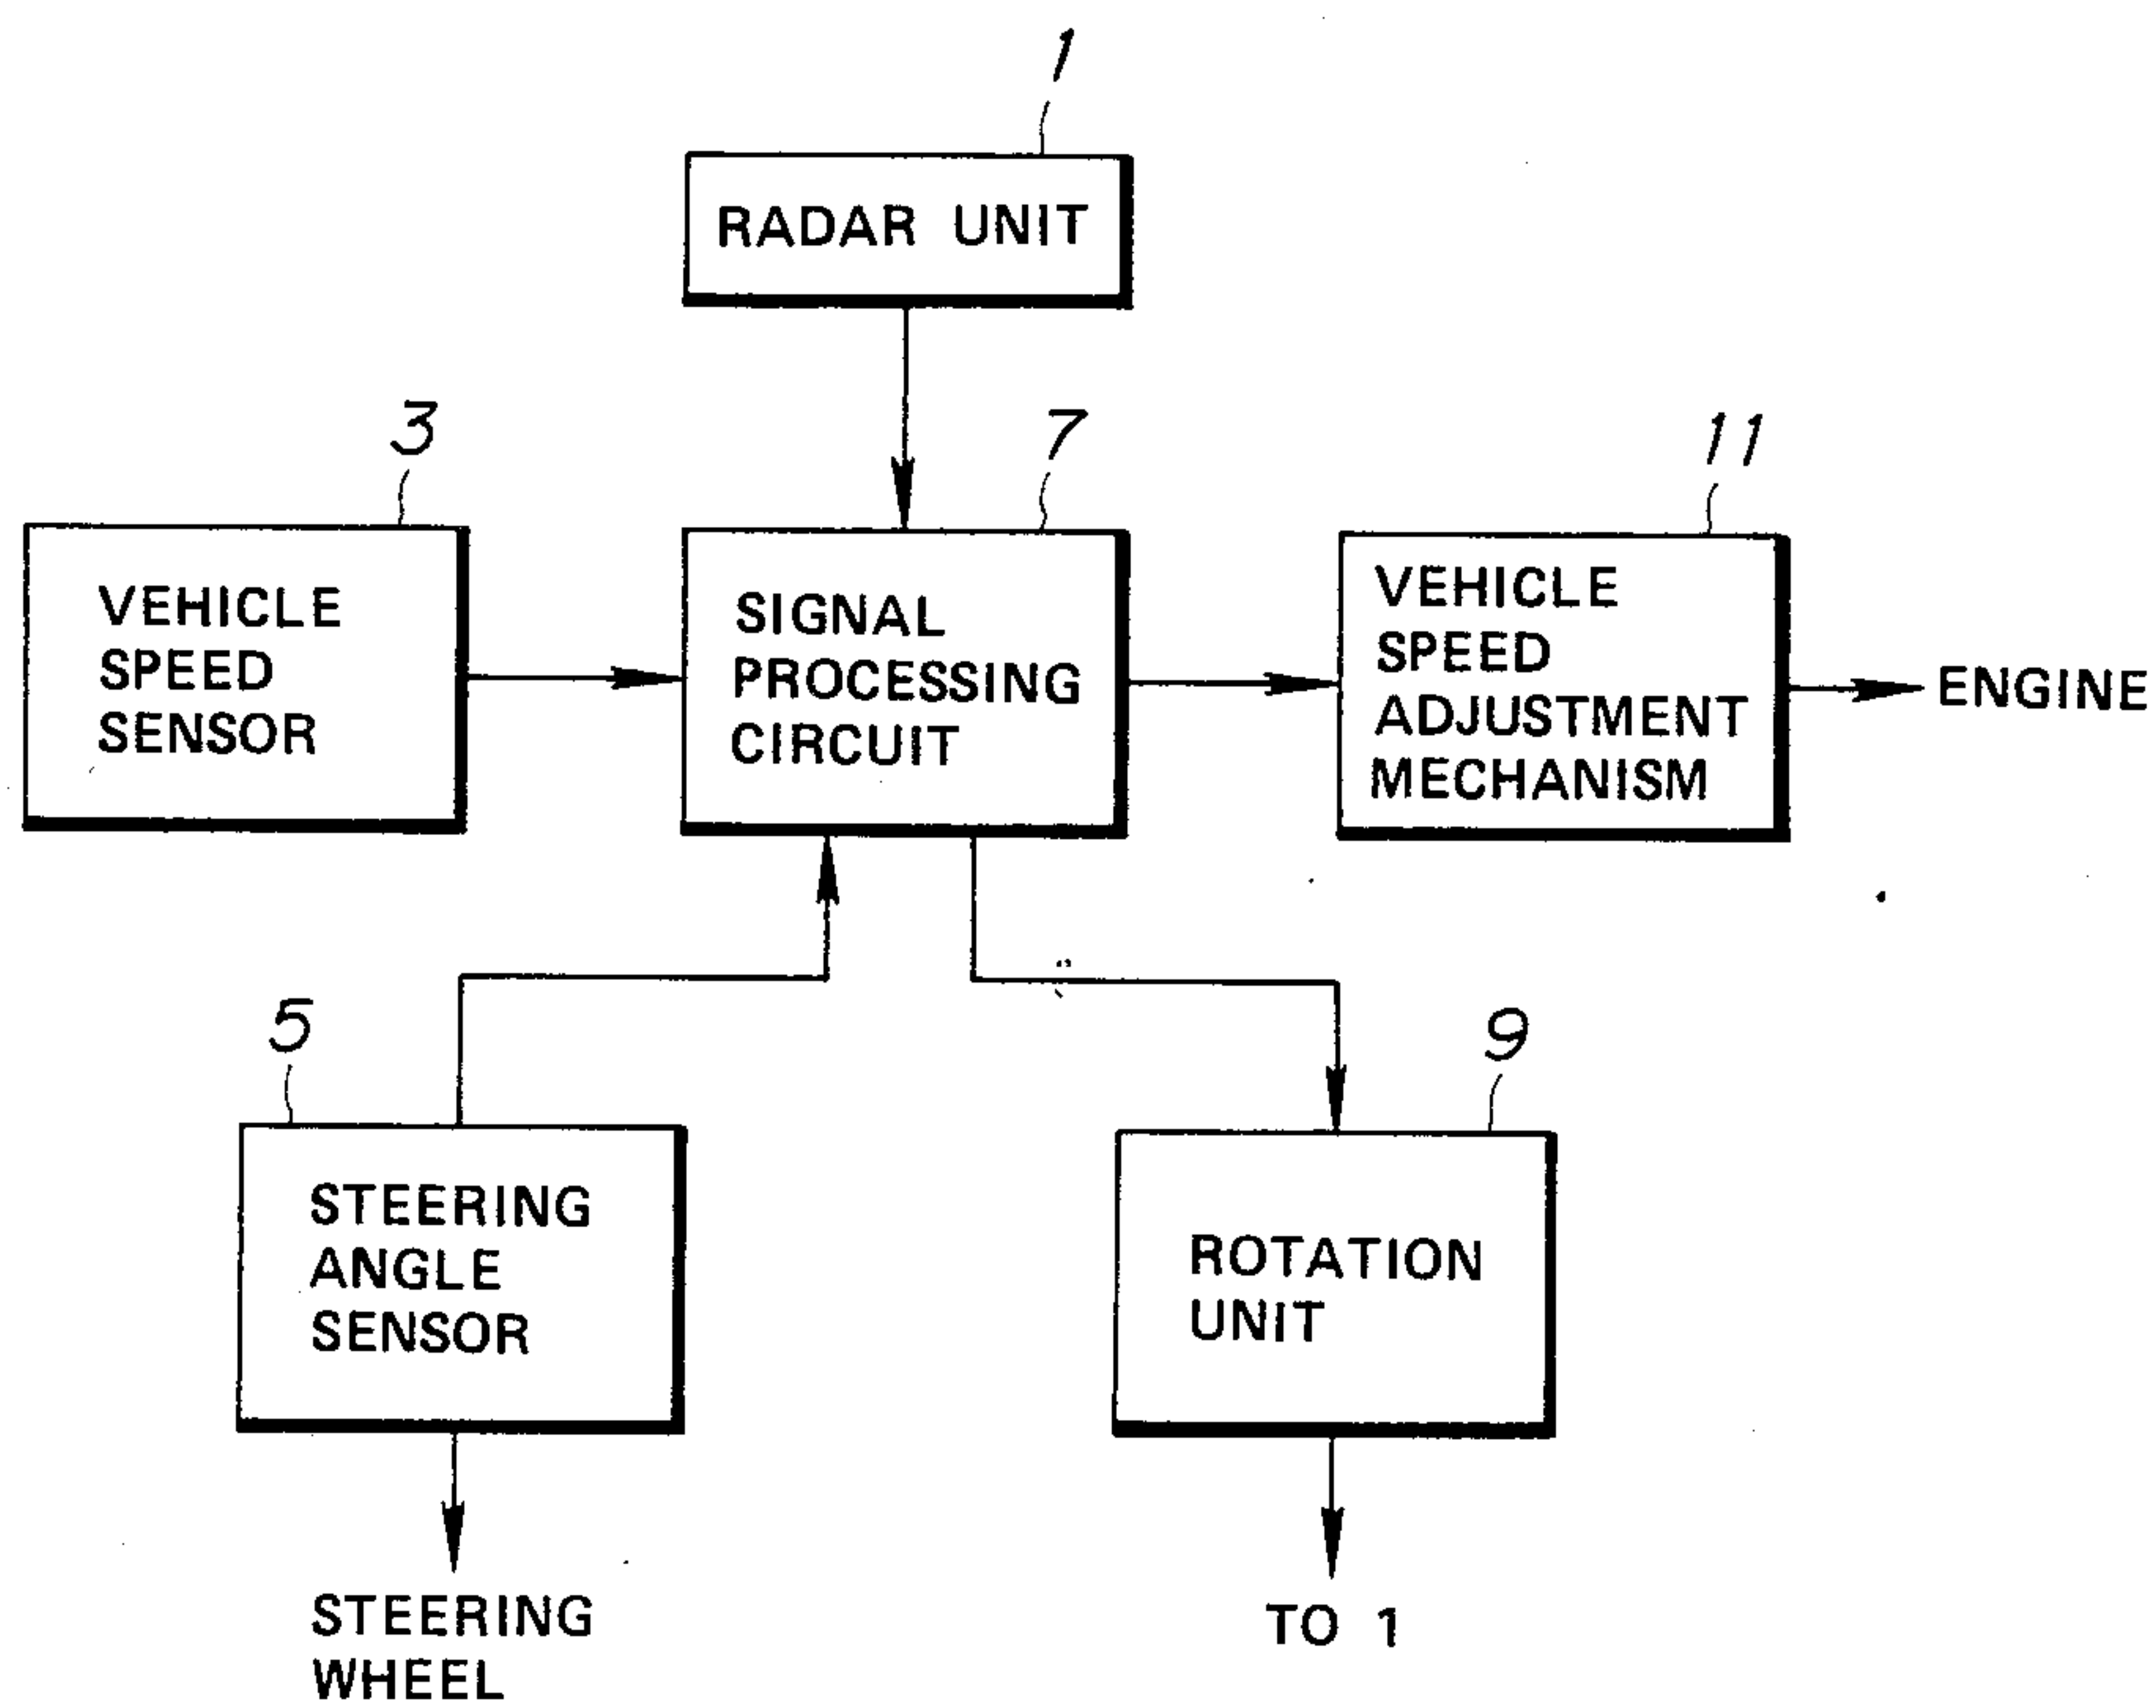 1
RADAR UNIT
3
7
11
VEHICLE
SPEED
SENSOR
SIGNAL
PROCESSING
CIRCUIT
VEHICLE
SPEED
ADJUSTMENT
MECHANISM
ENGINE
5
9
STEERING
ANGLE
SENSOR
ROTATION
UNIT
STEERING
WHEEL
TO 1